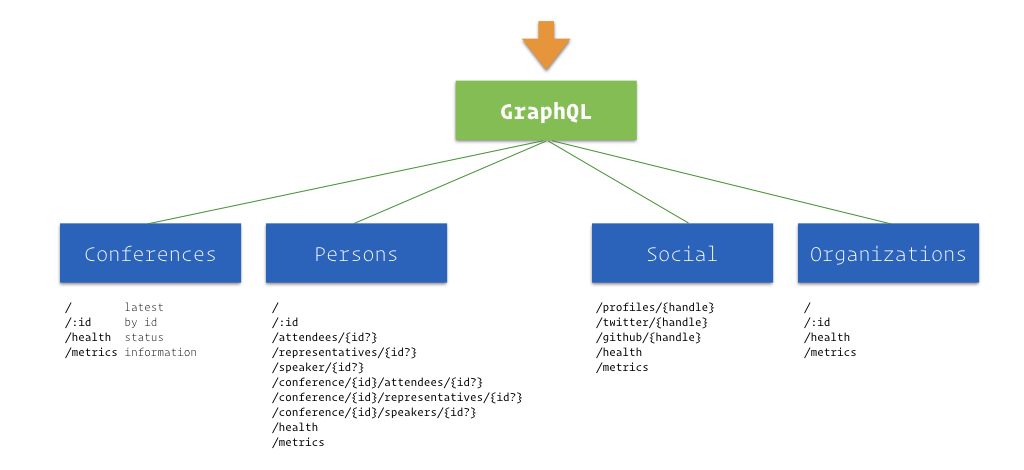 GraphQL
Conferences
Persons
Social
Organizations
/ latest
/:id by id
/health status
/metrics information
/
/:id
/attendees/{id?}
/representatives/{id?}
/speaker/{id?}
/conference/{id}/attendees/{id?}
/conference/{id}/representatives/{id?}
/conference/{id}/speakers/{id?}
/health
/metrics
/profiles/{handle}
/twitter/{handle}
/github/{handle}
/health
/metrics
/
/:id
/health
/metrics